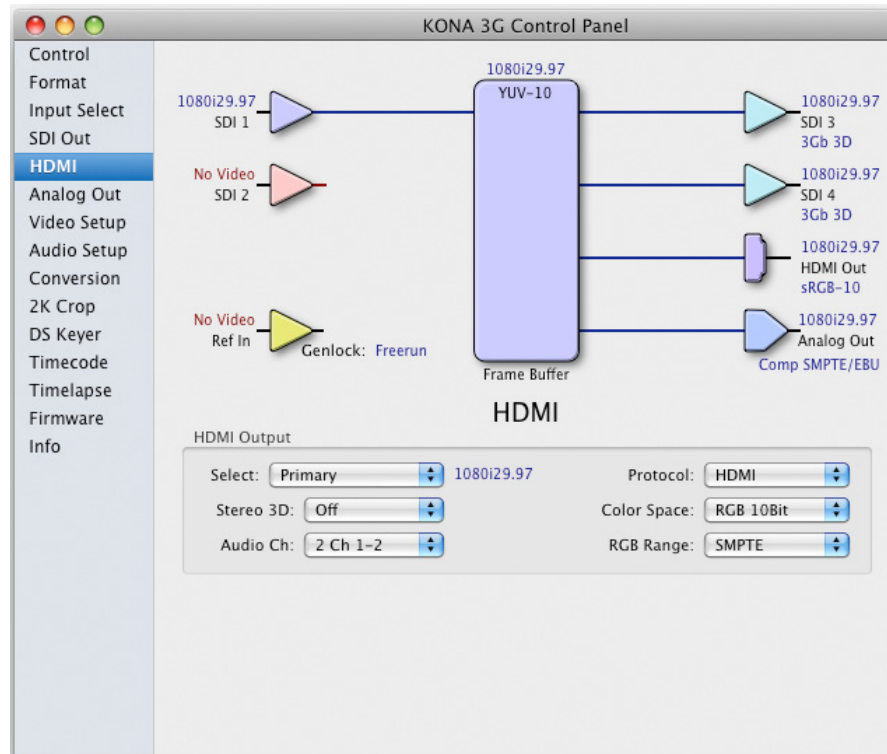 KONA 3G Control Panel
Control
Format
Input Select
SDI Out
HDMI
Analog Out
Video Setup
Audio Setup
Conversion
2K Crop
DS Keyer
Timecode
Timelapse
Firmware
Info
1080i29.97
YUV-10
1080i29.97
SDI 1
No Video
SDI 2
No Video
Ref In
Genlock: Freerun
Frame Buffer
1080i29.97
SDI 3
3Gb 3D
1080i29.97
SDI 4
3Gb 3D
1080i29.97
HDMI Out
sRGB-10
1080i29.97
Analog Out
Comp SMPTE/EBU
HDMI
HDMI Output
Select: Primary 1080i29.97 Protocol: HDMI
Stereo 3D: Off Color Space: RGB 10Bit
Audio Ch: 2 Ch 1-2 RGB Range: SMPTE